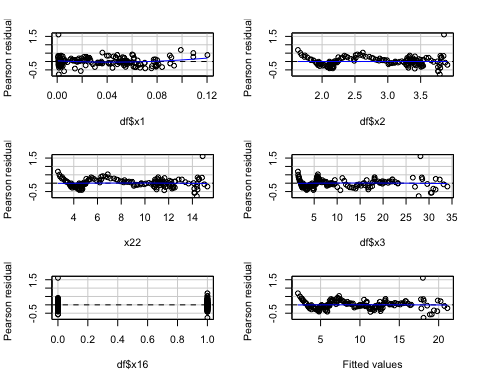 Pearson residual
-0.5 1.5
0.00 0.04 0.08 0.12
df$x1
Pearson residual
-0.5 1.5
2.0 2.5 3.0 3.5
df$x2
Pearson residual
-0.5 1.5
4 6 8 10 12 14
x22
Pearson residual
-0.5 1.5
5 10 15 20 25 30 35
df$x3
Pearson residual
-0.5 1.5
0.0 0.2 0.4 0.6 0.8 1.0
df$x16
Pearson residual
-0.5 1.5
5 10 15 20
Fitted values